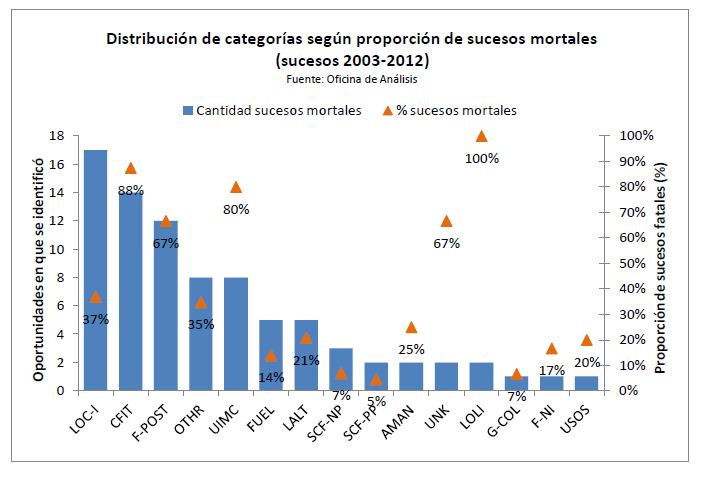 Distribución de categorías según proporción de sucesos mortales
(sucesos 2003-2012)
Fuente: Oficina de Análisis
Cantidad sucesos mortales
% sucesos mortales
Oportunidades en que se identificó
18
16
14
12
10
8
6
4
2
0
37%
88%
67%
35%
80%
14%
21%
7%
5%
25%
67%
100%
7%
17%
20%
100%
90%
80%
70%
60%
50%
40%
30%
20%
10%
0%
Proporción de sucesos fatales (%)
LOC-I
CFIT
F-POST
OTHR
UIMC
FUEL
LALT
SCF-NP
SCF-PP
AMAN
UNK
LOLI
G-COL
F-NI
USOS